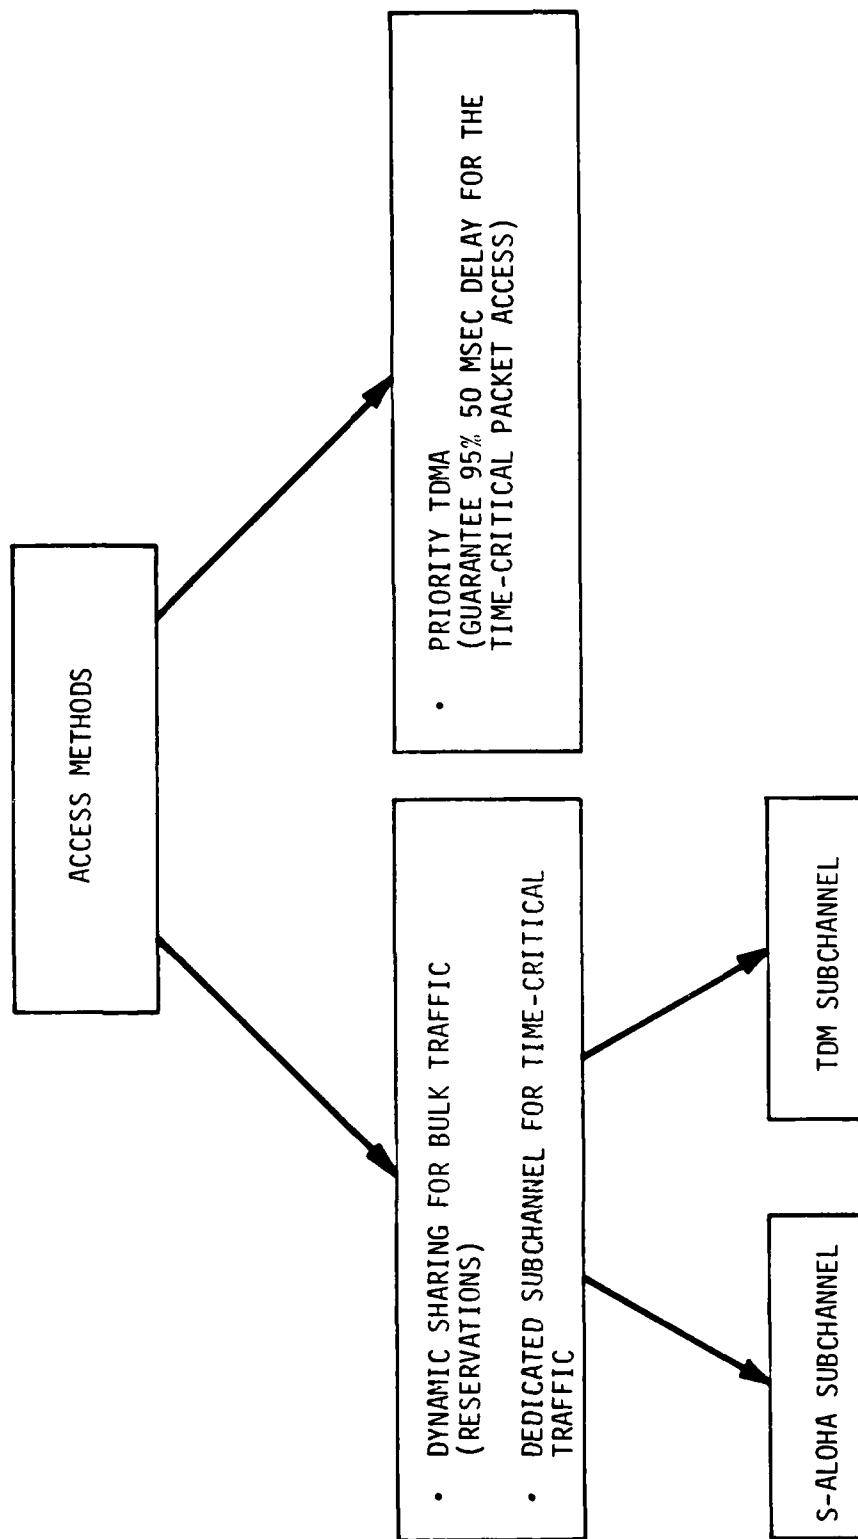 ACCESS METHODS
• DYNAMIC SHARING FOR BULK TRAFFIC
(RESERVATIONS)
• DEDICATED SUBCHANNEL FOR TIME-CRITICAL
TRAFFIC
• PRIORITY TDMA
(GUARANTEE 95% 50 MSEC DELAY FOR THE
TIME-CRITICAL PACKET ACCESS)
S-ALOHA SUBCHANNEL
TDM SUBCHANNEL